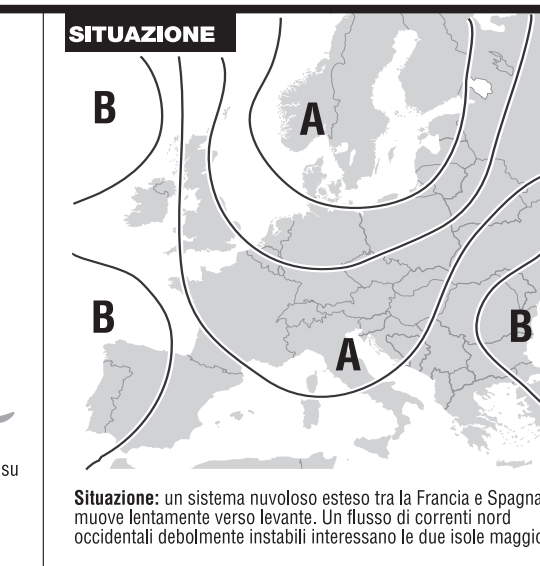 SITUAZIONE
B
A
B
B
A
su
Situazione: un sistema nuvoloso esteso tra la Francia e Spagna
muove lentamente verso levante. Un flusso di correnti nord
occidentali debolmente instabili interessano le due isole